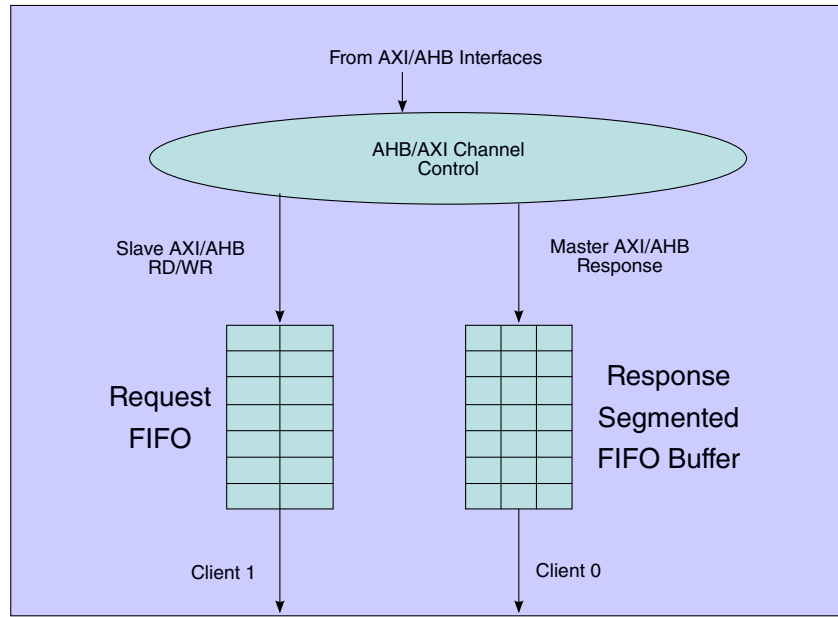 From AXI/AHB Interfaces
AHB/AXI Channel
Control
Slave AXI/AHB
RD/WR
Master AXI/AHB
Response
Request
FIFO
Response
Segmented
FIFO Buffer
Client 1
Client 0